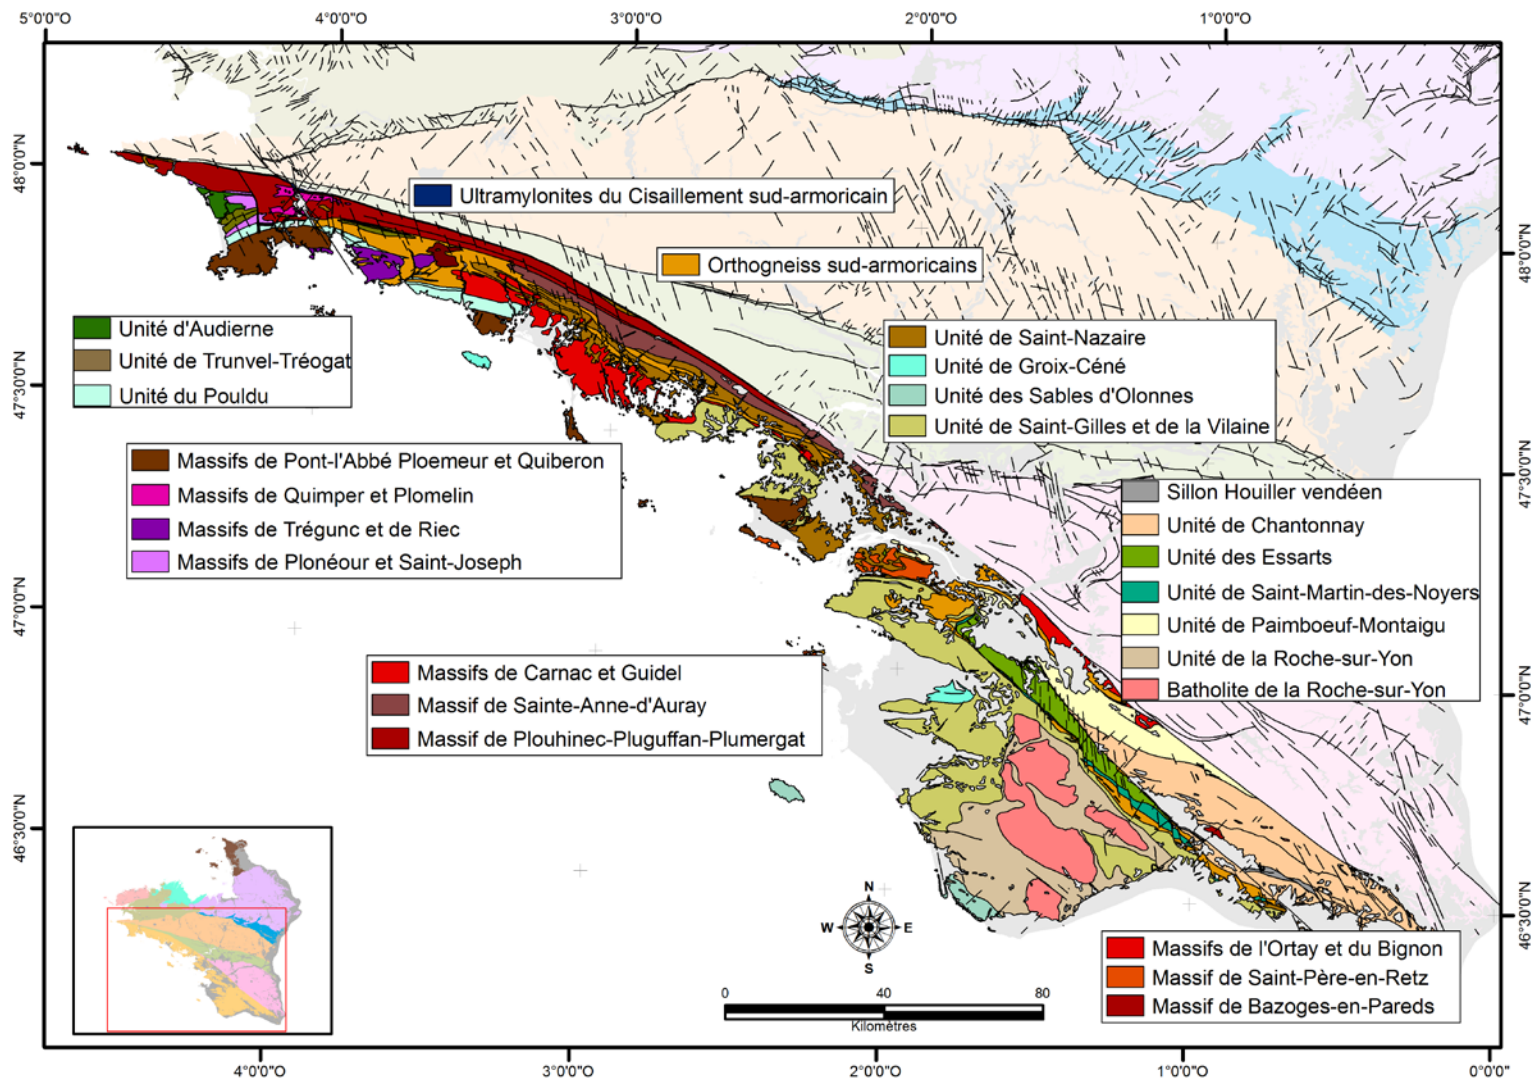 5°0'0"O
4°0'0"O
3°0'0"O
2°0'0"O
1°0'0"O
48°0'0"N
48°0'0"N
47°30'0"N
47°30'0"N
47°0'0"N
47°0'0"N
46°30'0"N
46°30'0"N
Ultramylonites du Cisaillement sud-armoricain
Orthogneiss sud-armoricains
Unité d'Audierne
Unité de Trunvel-Tréogat
Unité du Pouldu
Unité de Saint-Nazaire
Unité de Groix-Céné
Unité des Sables d'Olonnes
Unité de Saint-Gilles et de la Vilaine
Massifs de Pont-l'Abbé Ploemeur et Quiberon
Massifs de Quimper et Plomelin
Massifs de Trégunc et de Riec
Massifs de Plonéour et Saint-Joseph
Sillon Houiller vendéen
Unité de Chantonnay
Unité des Essarts
Unité de Saint-Martin-des-Noyers
Unité de Paimboeuf-Montaigu
Unité de la Roche-sur-Yon
Batholite de la Roche-sur-Yon
Massifs de Carnac et Guidel
Massif de Sainte-Anne-d'Auray
Massif de Plouhinec-Pluguffan-Plumergat
N
W
E
S
0
40
80
Kilomètres
Massifs de l'Ortay et du Bignon
Massif de Saint-Père-en-Retz
Massif de Bazoges-en-Pareds
4°0'0"O
3°0'0"O
2°0'0"O
1°0'0"O
0°0'0"